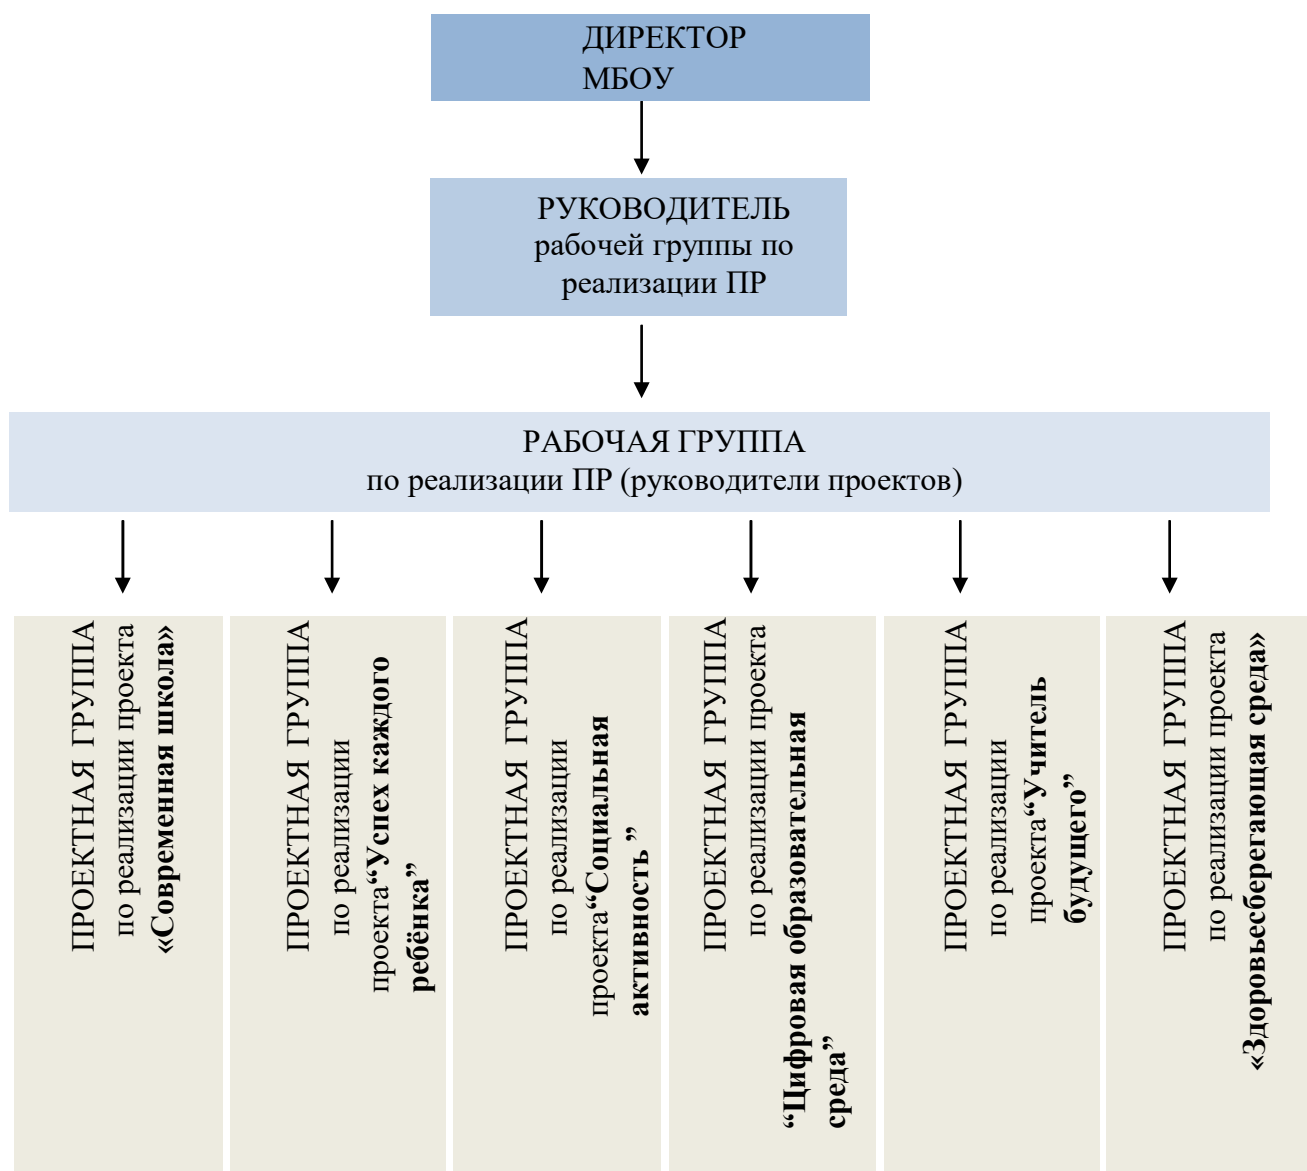 ДИРЕКТОР
МБОУ
РУКОВОДИТЕЛЬ
рабочей группы по
реализации ПР
РАБОЧАЯ ГРУППА
по реализации ПР (руководители проектов)
ПРОЕКТНАЯ ГРУППА
по реализации проекта
«Современная школа»
ПРОЕКТНАЯ ГРУППА
по реализации
проекта“Успех каждого
ребёнка”
ПРОЕКТНАЯ ГРУППА
по реализации
проекта“Социальная
активность ”
ПРОЕКТНАЯ ГРУППА
по реализации проекта
“Цифровая образовательная
среда”
ПРОЕКТНАЯ ГРУППА
по реализации
проекта“Учитель
будущего”
ПРОЕКТНАЯ ГРУППА
по реализации проекта
«Здоровьесберегающая среда»